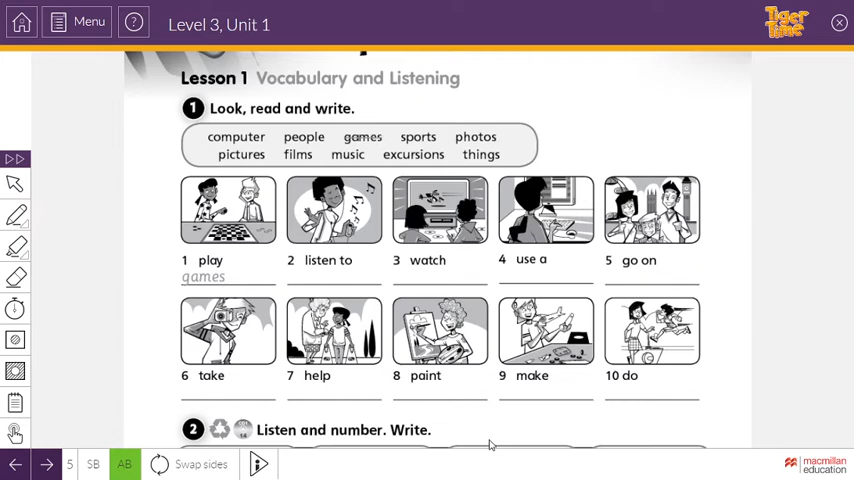 Menu
?
Level 3, Unit 1
Tiger Time
Lesson 1 Vocabulary and Listening
1 Look, read and write.
computer people games sports photos
pictures films music excursions things
1 play
games
2 listen to
3 watch
4 use a
5 go on
6 take
7 help
8 paint
9 make
10 do
2 Listen and number. Write.
5 SB AB Swap sides
macmillan
education